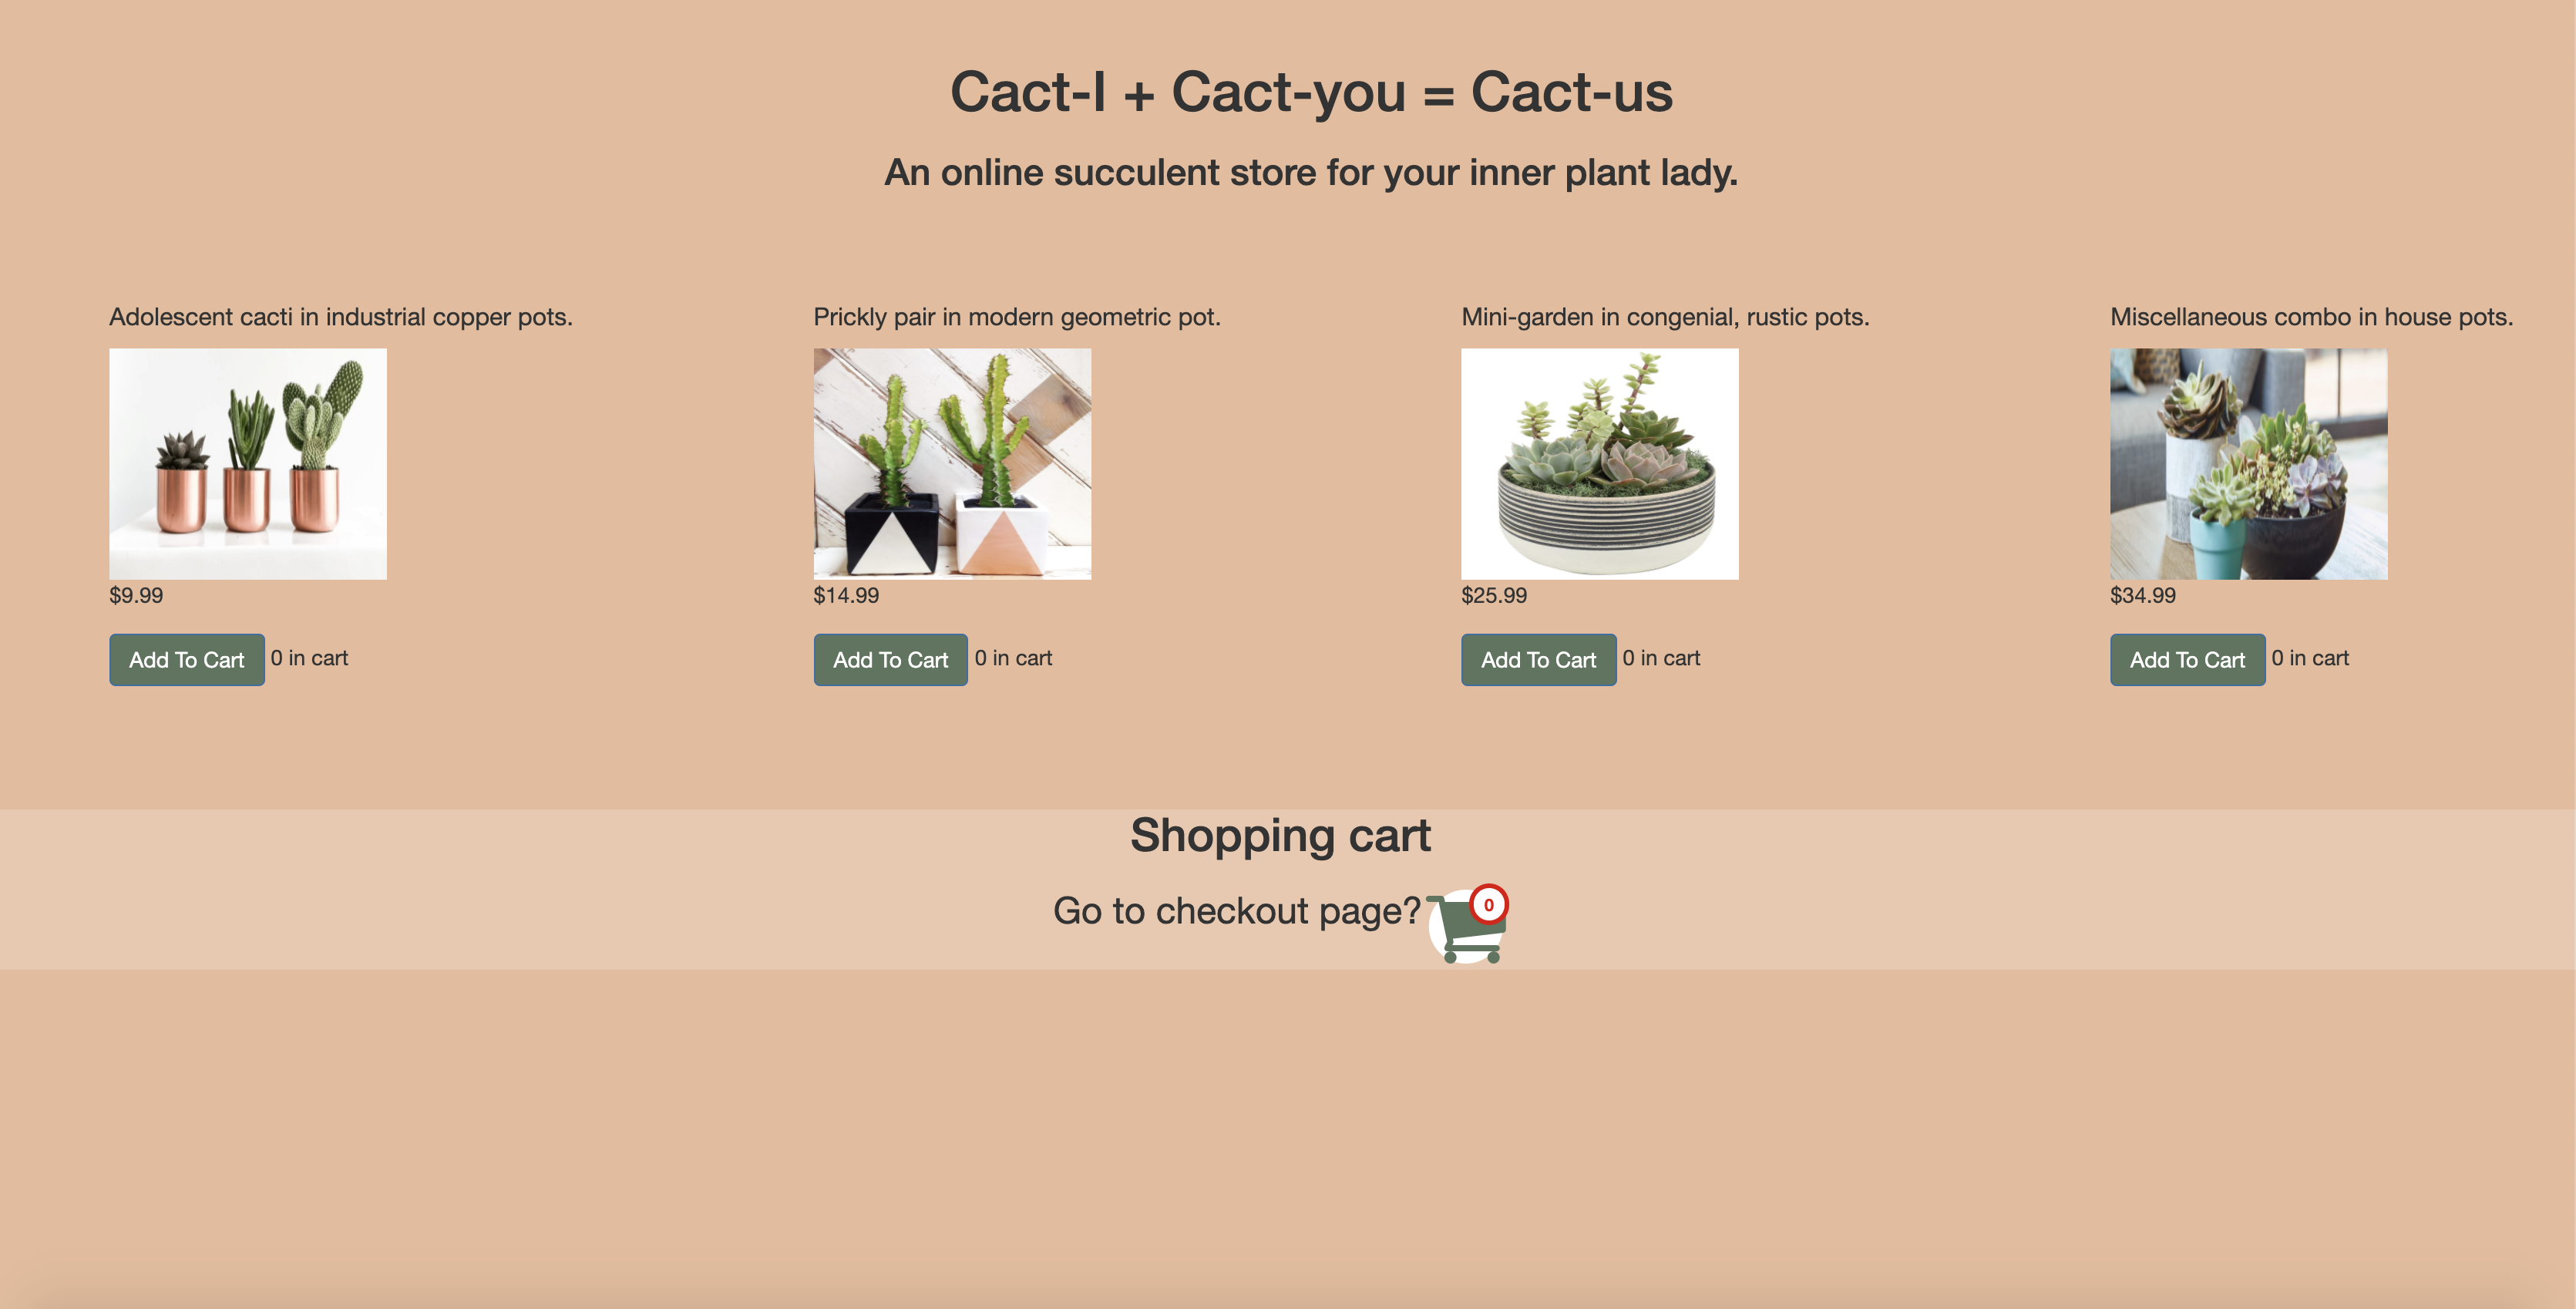 Cact-I + Cact-you = Cact-us
An online succulent store for your inner plant lady.
Adolescent cacti in industrial copper pots.
$9.99
Add To Cart 0 in cart
Prickly pair in modern geometric pot.
$14.99
Add To Cart 0 in cart
Mini-garden in congenial, rustic pots.
$25.99
Add To Cart 0 in cart
Miscellaneous combo in house pots.
$34.99
Add To Cart 0 in cart
Shopping cart
Go to checkout page? 0